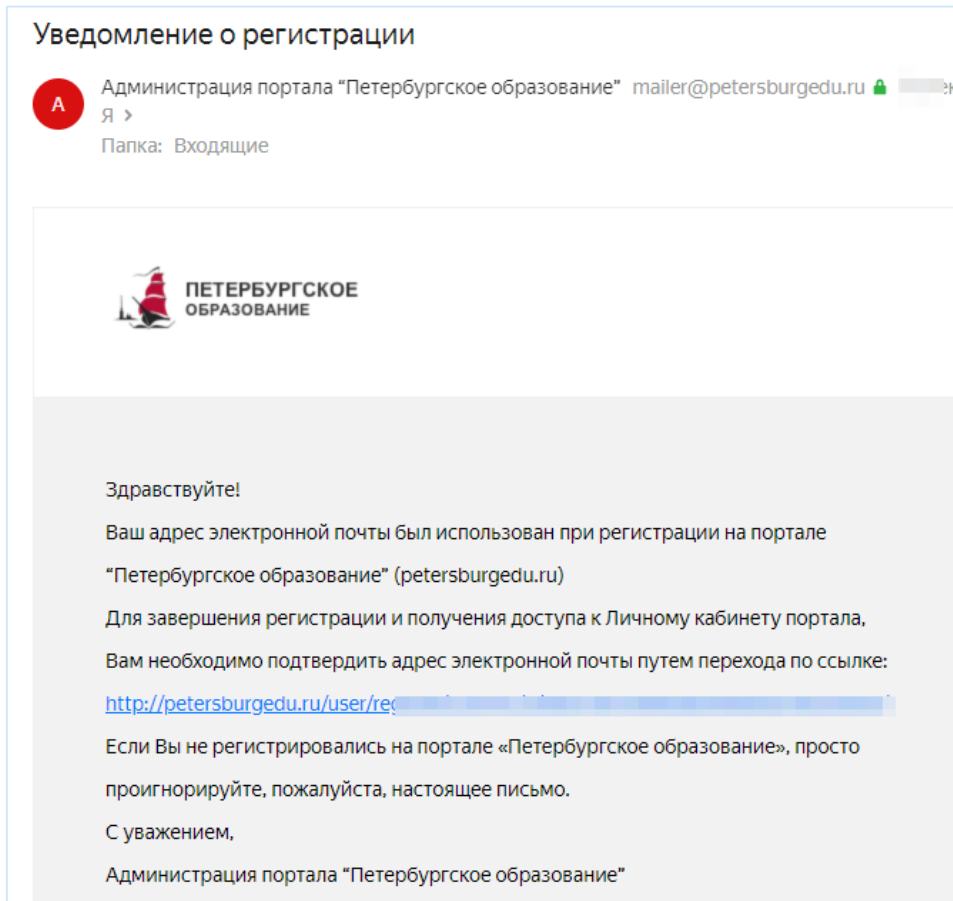 Уведомление о регистрации
А
Администрация портала “Петербургское образование” mailer@petersburgedu.ru
Я >
Папка: Входящие
ПЕТЕРБУРГСКОЕ
ОБРАЗОВАНИЕ
Здравствуйте!
Ваш адрес электронной почты был использован при регистрации на портале
“Петербургское образование” (petersburgedu.ru)
Для завершения регистрации и получения доступа к Личному кабинету портала,
Вам необходимо подтвердить адрес электронной почты путем перехода по ссылке:
http://petersburgedu.ru/user/reg
Если Вы не регистрировались на портале «Петербургское образование», просто
проигнорируйте, пожалуйста, настоящее письмо.
С уважением,
Администрация портала “Петербургское образование”